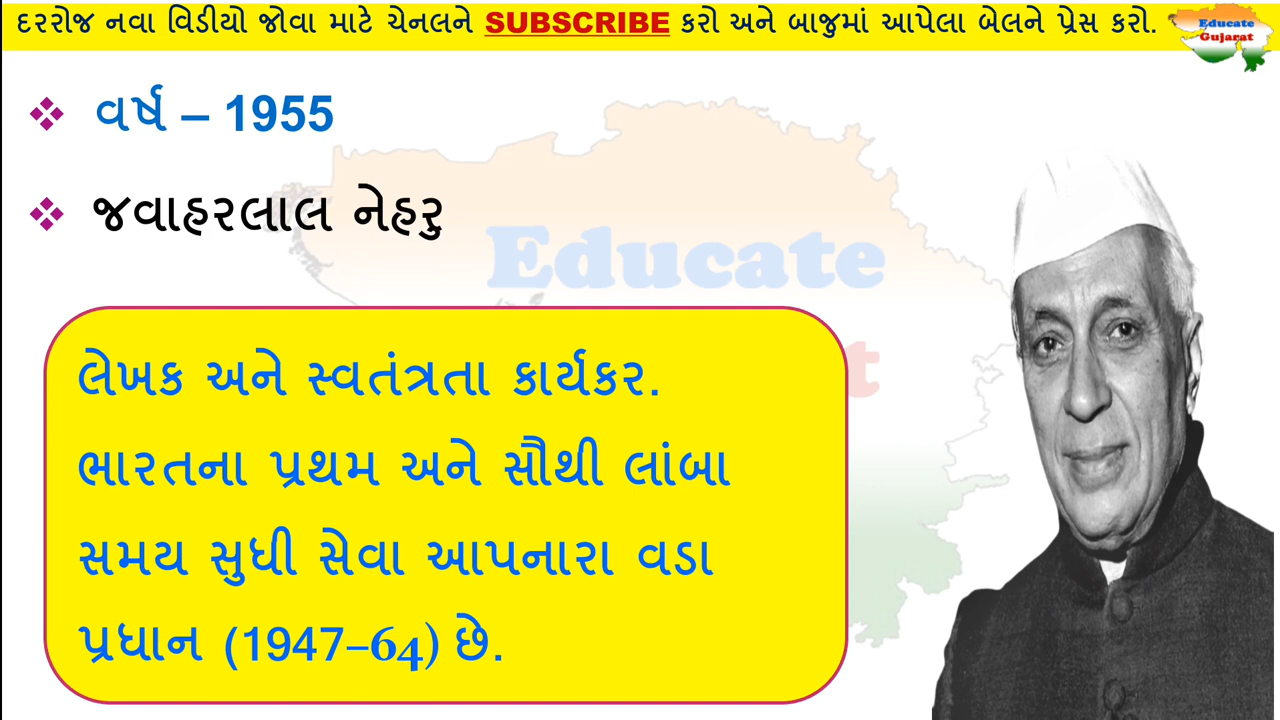 દરરોજ નવા વિડીયો જોવા માટે ચેનલને SUBSCRIBE કરો અને બાજુમાં આપેલા બેલને પ્રેસ કરો.
Educate
Gujarat
વર્ષ – 1955
જવાહરલાલ નેહરુ
Educate
t
લેખક અને સ્વતંત્રતા કાર્યકર.
ભારતના પ્રથમ અને સૌથી લાંબા
સમય સુધી સેવા આપનારા વડા
પ્રધાન (1947–64) છે.